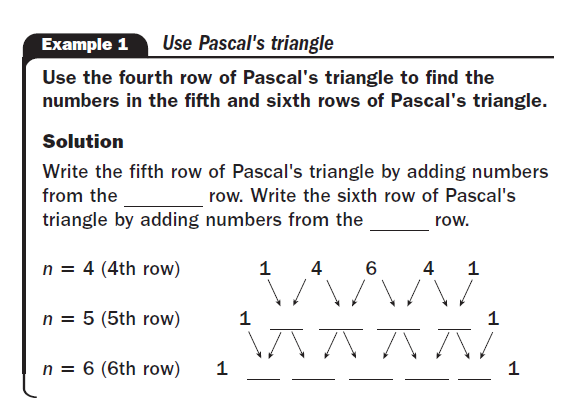 Example 1 Use Pascal's triangle
Use the fourth row of Pascal's triangle to find the
numbers in the fifth and sixth rows of Pascal's triangle.
Solution
Write the fifth row of Pascal's triangle by adding numbers
from the ________ row. Write the sixth row of Pascal's
triangle by adding numbers from the ______ row.
n = 4 (4th row) 1 4 6 4 1
n = 5 (5th row) 1 ___ ___ ___ ___ 1
n = 6 (6th row) 1 ___ ___ ___ ___ ___ 1